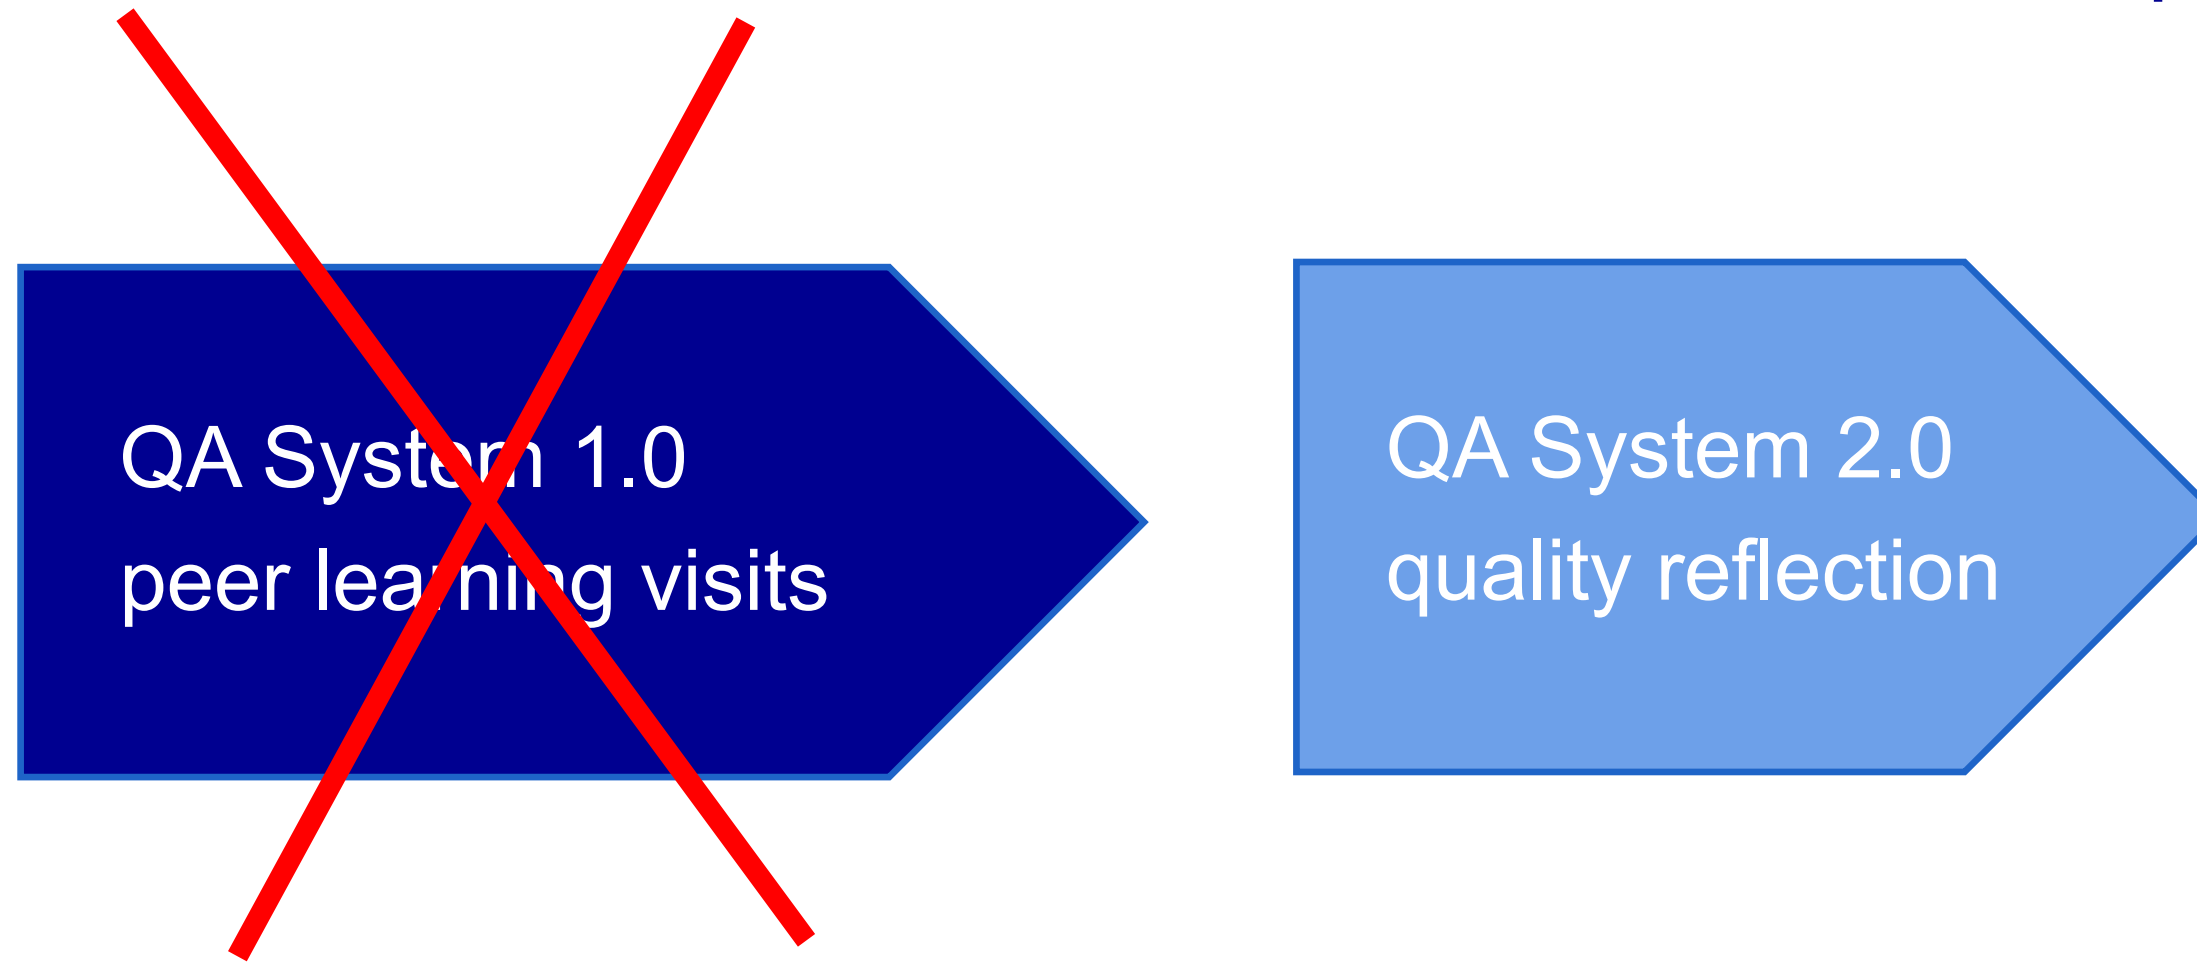 QA System 1.0
peer learning visits
QA System 2.0
quality reflection